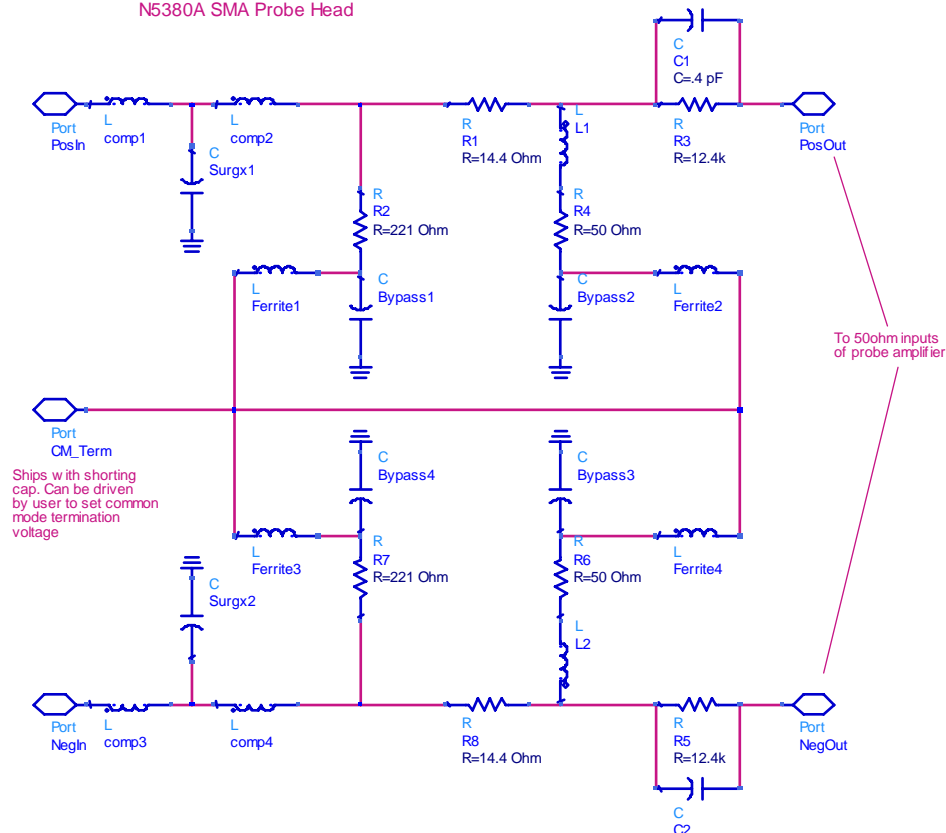 N5380A SMA Probe Head
C
C1
C=.4 pF
Port
PosIn
L
comp1
L
comp2
R
R1
R=14.4 Ohm
L
L1
R
R3
R=12.4k
Port
PosOut
C
Surgx1
R
R2
R=221 Ohm
R
R4
R=50 Ohm
L
Ferrite1
C
Bypass1
C
Bypass2
L
Ferrite2
To 50ohm inputs
of probe amplifier
Port
CM_Term
Ships with shorting
cap. Can be driven
by user to set common
mode termination
voltage
C
Bypass4
C
Bypass3
L
Ferrite3
R
R7
R=221 Ohm
R
R6
R=50 Ohm
L
Ferrite4
C
Surgx2
L
L2
Port
NegIn
L
comp3
L
comp4
R
R8
R=14.4 Ohm
R
R5
R=12.4k
Port
NegOut
C
C2